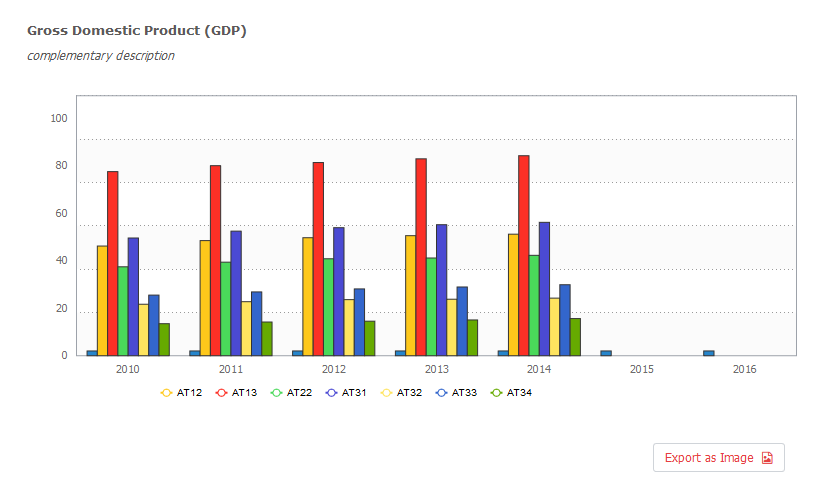 Gross Domestic Product (GDP)
complementary description
100
80
60
40
20
0
2010 2011 2012 2013 2014 2015 2016
AT12 AT13 AT22 AT31 AT32 AT33 AT34
Export as Image